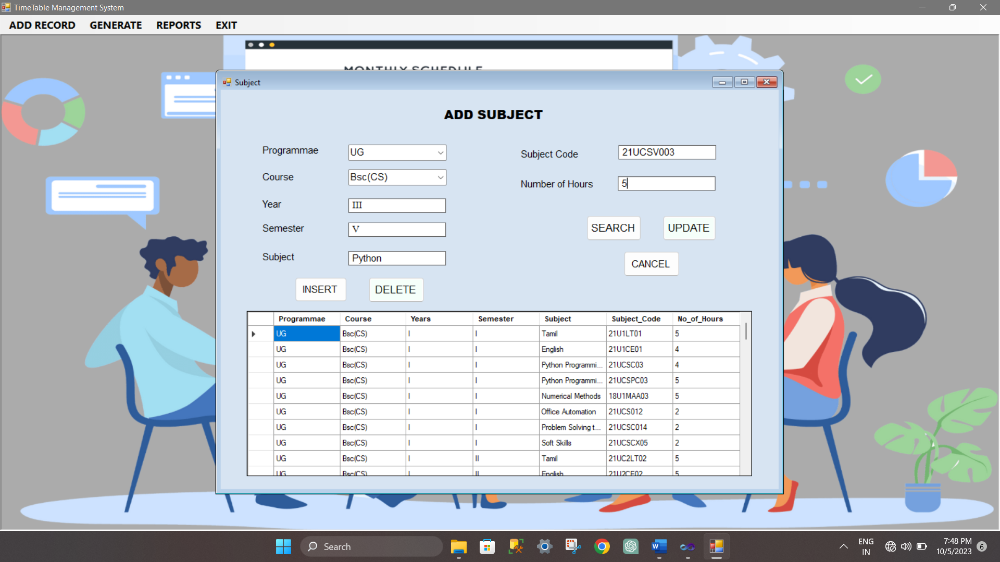 TimeTable Management System
ADD RECORD GENERATE REPORTS EXIT
MONTHLY SCHEDULE
Subject
ADD SUBJECT
Programmae UG Subject Code 21UCSV003
Course Bsc(CS) Number of Hours 5
Year III
Semester V SEARCH UPDATE
Subject Python CANCEL
INSERT DELETE
Programmae Course Years Semester Subject Subject_Code No_of_Hours
UG Bsc(CS) I I Tamil 21U1LT01 5
UG Bsc(CS) I I English 21U1CE01 4
UG Bsc(CS) I I Python Programmi... 21UCSC03 4
UG Bsc(CS) I I Python Programmi... 21UCSPC03 5
UG Bsc(CS) I I Numerical Methods 18U1MAA03 5
UG Bsc(CS) I I Office Automation 21UCS012 2
UG Bsc(CS) I I Problem Solving t... 21UCSC014 2
UG Bsc(CS) I I Soft Skills 21UCSCX05 2
UG Bsc(CS) I II Tamil 21UC2LT02 5
UG Bsc(CS) I II English 21U2CE02 5
Search ENG 7:48 PM
IN 10/5/2023 6